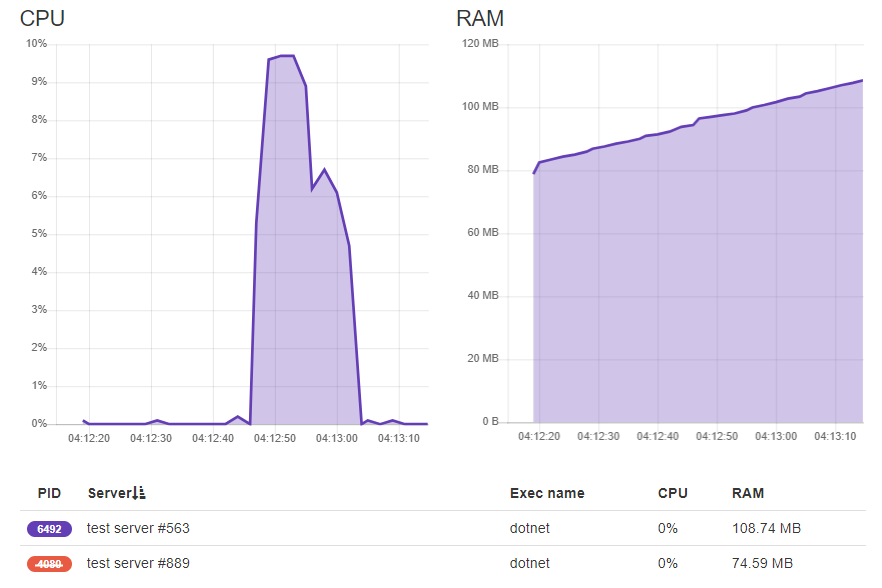 CPU
10%
9%
8%
7%
6%
5%
4%
3%
2%
1%
0%
04:12:20 04:12:30 04:12:40 04:12:50 04:13:00 04:13:10
RAM
120 MB
100 MB
80 MB
60 MB
40 MB
20 MB
0 B
04:12:20 04:12:30 04:12:40 04:12:50 04:13:00 04:13:10
PID Server Exec name CPU RAM
6492 test server #563 dotnet 0% 108.74 MB
4080 test server #889 dotnet 0% 74.59 MB